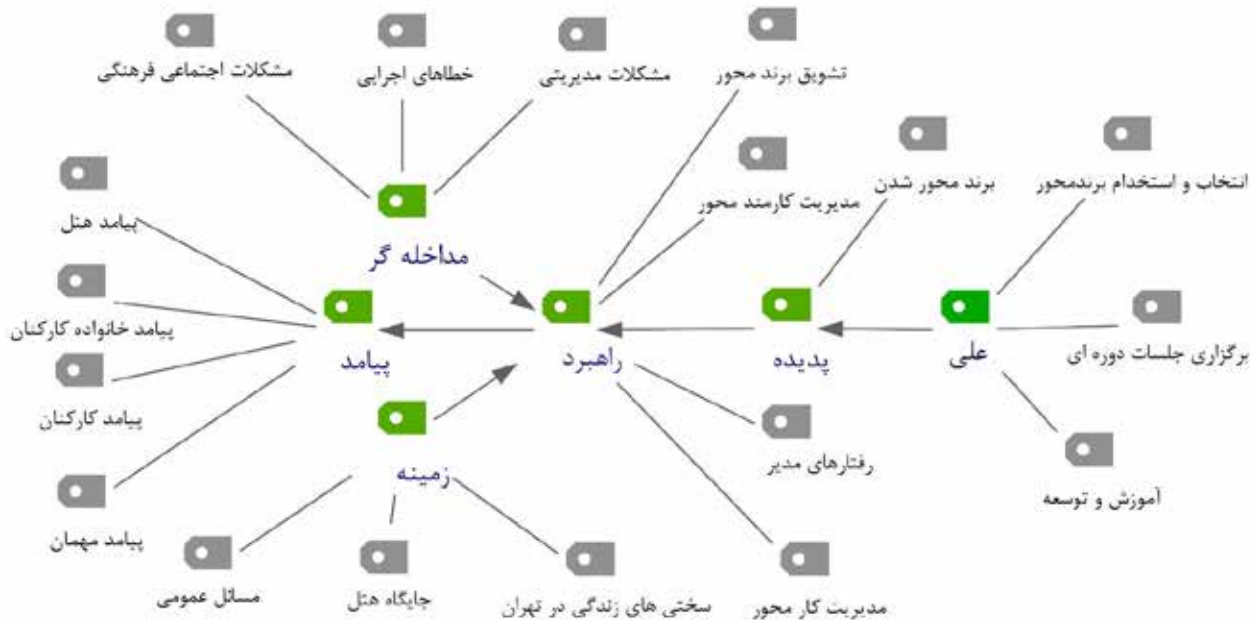 تشویق برند محور
مشکلات مدیریتی
خطاهای اجرایی
مشکلات اجتماعی فرهنگی
انتخاب و استخدام برندمحور
برند محور شدن
مدیریت کارمند محور
پیامد هتل
مداخله گر
پیامد خانواده کارکنان
برگزاری جلسات دوره ای
علی
پدیده
راهبرد
پیامد
پیامد کارکنان
رفتارهای مدیر
زمینه
آموزش و توسعه
پیامد مهمان
مدیریت کار محور
سختی های زندگی در تهران
جایگاه هتل
مسائل عمومی